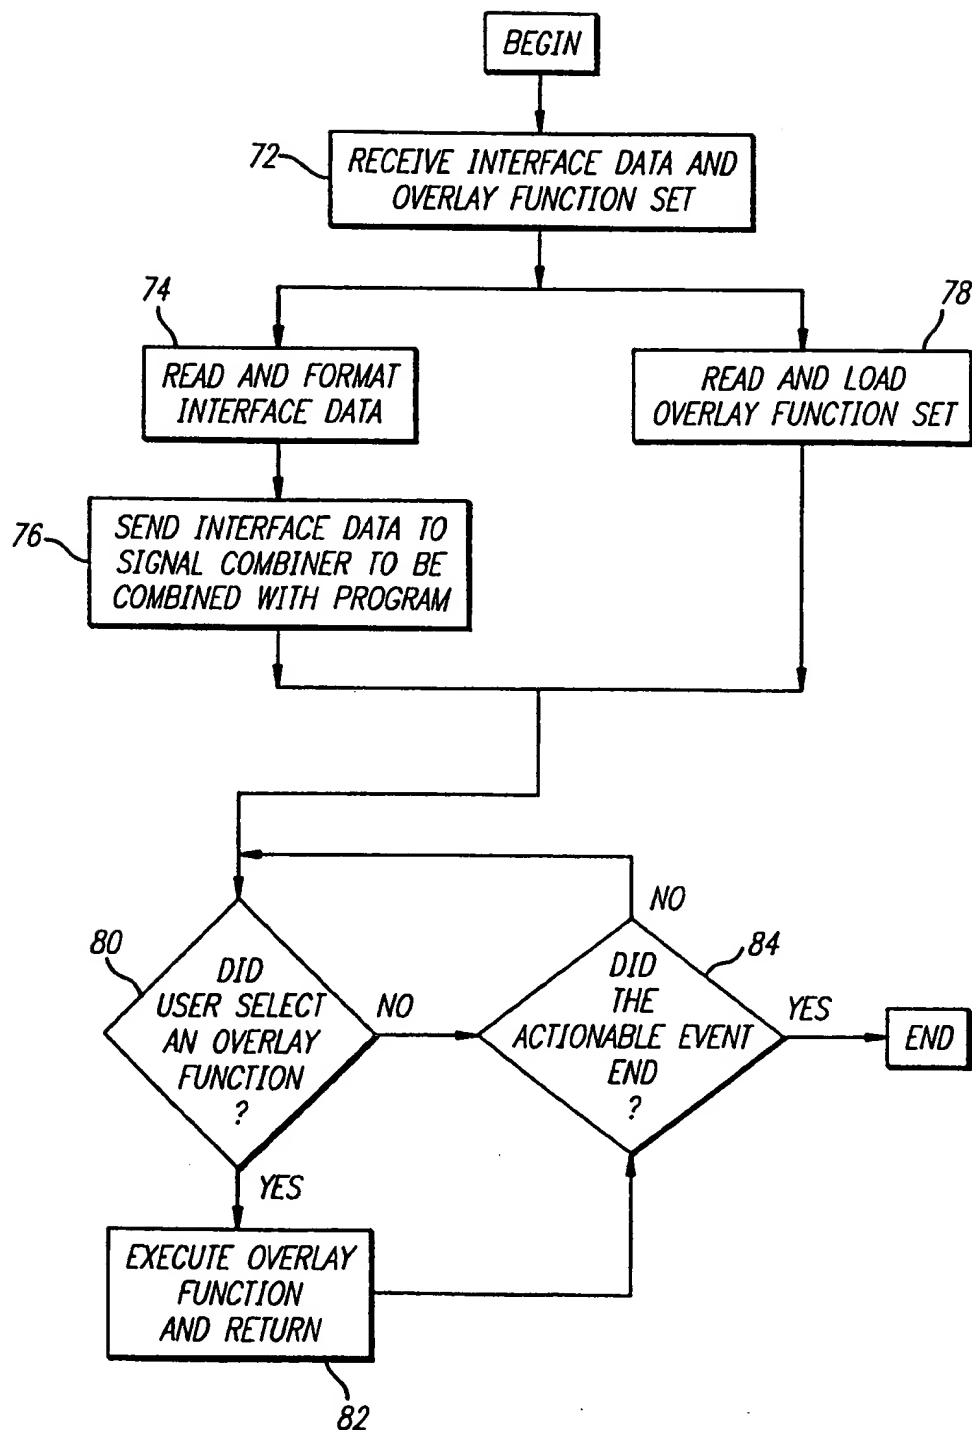 BEGIN
72
RECEIVE INTERFACE DATA AND
OVERLAY FUNCTION SET
74
READ AND FORMAT
INTERFACE DATA
78
READ AND LOAD
OVERLAY FUNCTION SET
76
SEND INTERFACE DATA TO
SIGNAL COMBINER TO BE
COMBINED WITH PROGRAM
80
DID
USER SELECT
AN OVERLAY
FUNCTION
?
NO
YES
84
DID
THE
ACTIONABLE EVENT
END
?
NO
YES
END
EXECUTE OVERLAY
FUNCTION
AND RETURN
82